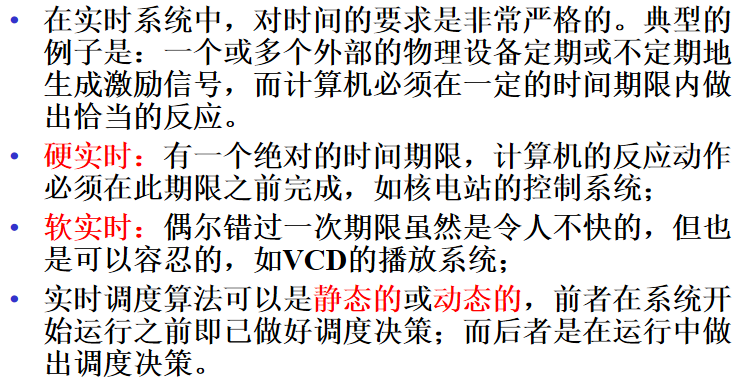 • 在实时系统中，对时间的要求是非常严格的。典型的
例子是：一个或多个外部的物理设备定期或不定期地
生成激励信号，而计算机必须在一定的时间期限内做
出恰当的反应。
• 硬实时：有一个绝对的时间期限，计算机的反应动作
必须在此期限之前完成，如核电站的控制系统；
• 软实时：偶尔错过一次期限虽然是令人不快的，但也
是可以容忍的，如VCD的播放系统；
• 实时调度算法可以是静态的或动态的，前者在系统开
始运行之前即已做好调度决策；而后者是在运行中做
出调度决策。